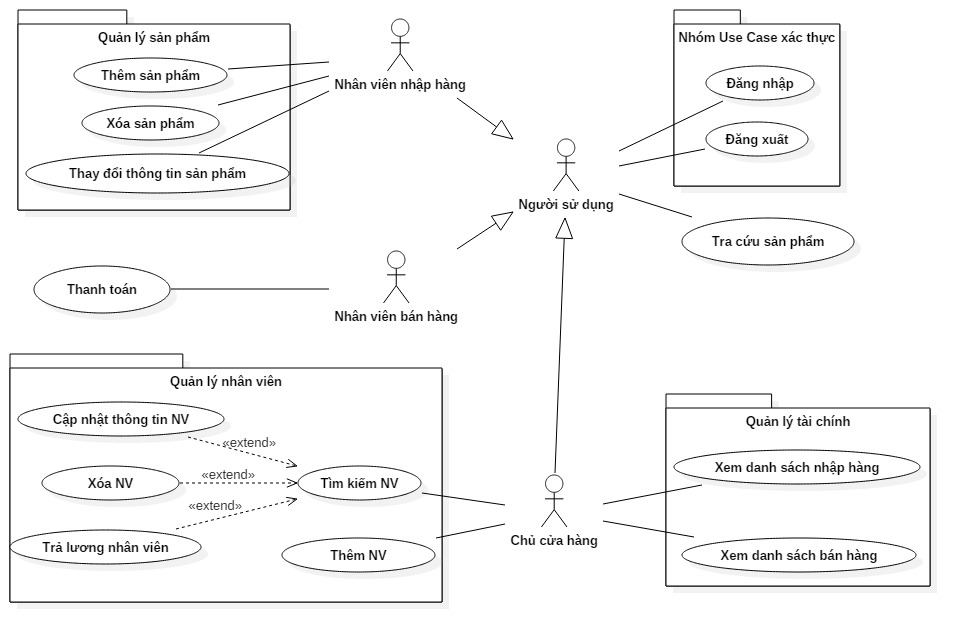 Quản lý sản phẩm
Thêm sản phẩm
Xóa sản phẩm
Thay đổi thông tin sản phẩm
Nhân viên nhập hàng
Nhóm Use Case xác thực
Đăng nhập
Đăng xuất
Người sử dụng
Tra cứu sản phẩm
Thanh toán
Nhân viên bán hàng
Quản lý nhân viên
Cập nhật thông tin NV
«extend»
Xóa NV
«extend»
Tìm kiếm NV
«extend»
Trả lương nhân viên
Thêm NV
Chủ cửa hàng
Quản lý tài chính
Xem danh sách nhập hàng
Xem danh sách bán hàng